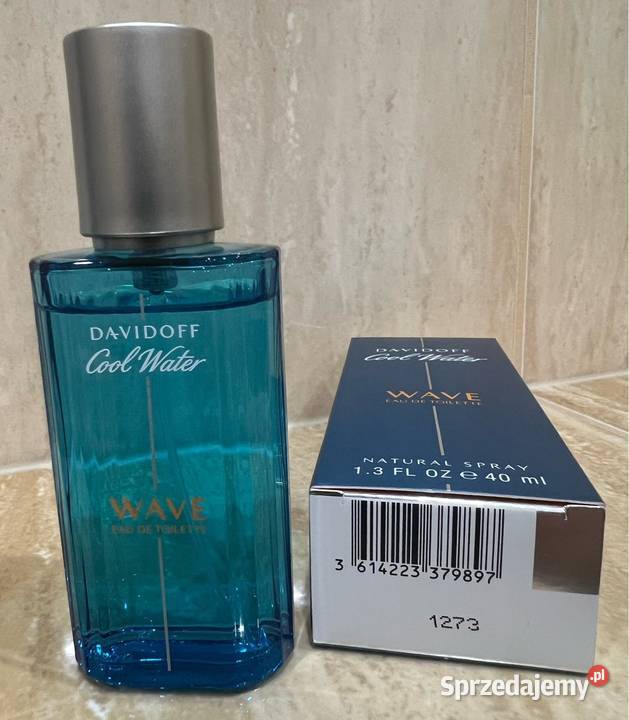 DAVIDOFF
Cool Water
WAVE
EAU DE TOILETTE
DAVIDOFF
Cool Water
WAVE
EAU DE TOILETTE
NATURAL SPRAY
1.3 FL OZ ℮ 40 ml
3 614223 379897
1273
Sprzedajemy.pl